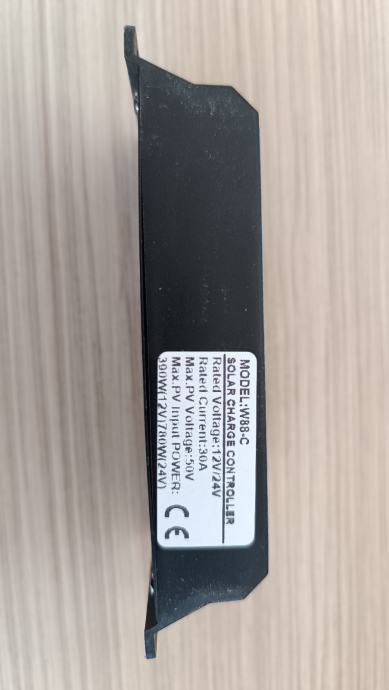 MODEL:W88-C
SOLAR CHARGE CONTROLLER
Rated Voltage:12V/24V
Rated Current:30A
Max.PV Voltage:50V
Max.PV Input POWER:
390W(12V)780W(24V)
CE